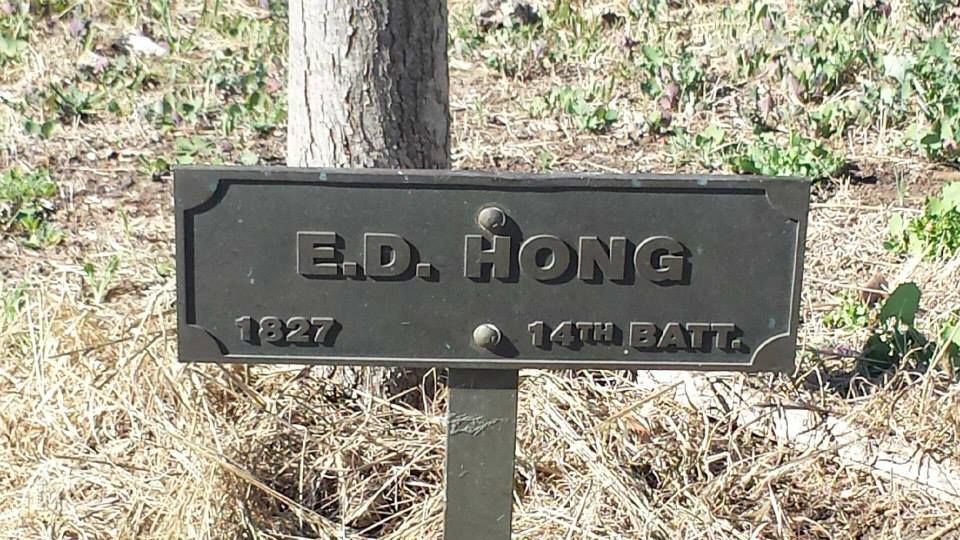 E.D. HONG
1827 14TH BATT.